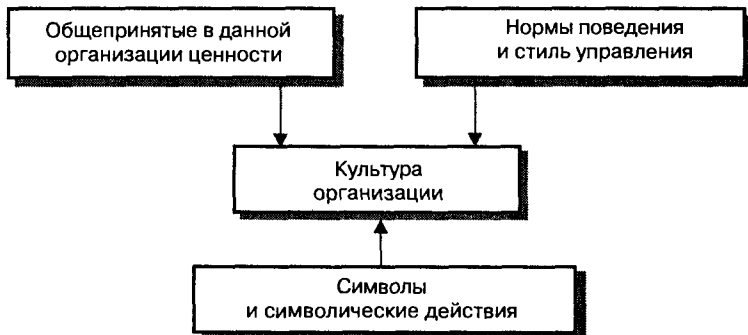 Общепринятые в данной
организации ценности
Нормы поведения
и стиль управления
Культура
организации
Символы
и символические действия